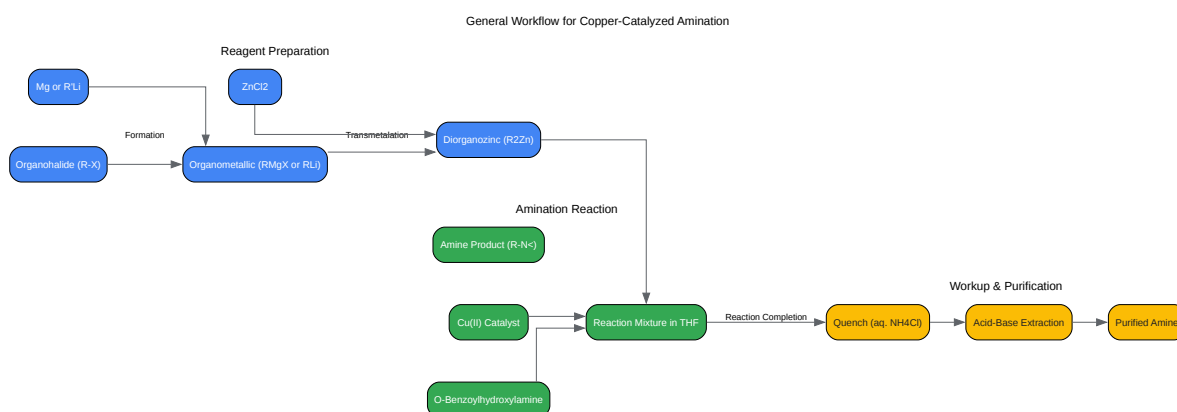 General Workflow for Copper-Catalyzed Amination
Reagent Preparation
Mg or R'Li
ZnCl2
Formation
Transmetalation
Diorganozinc (R2Zn)
Organohalide (R-X)
Organometallic (RMgX or RLi)
Amination Reaction
Amine Product (R-N<)
Workup & Purification
Cu(II) Catalyst
Reaction Mixture in THF
Reaction Completion
Quench (aq. NH4Cl)
Acid-Base Extraction
Purified Amine
O-Benzoylhydroxylamine